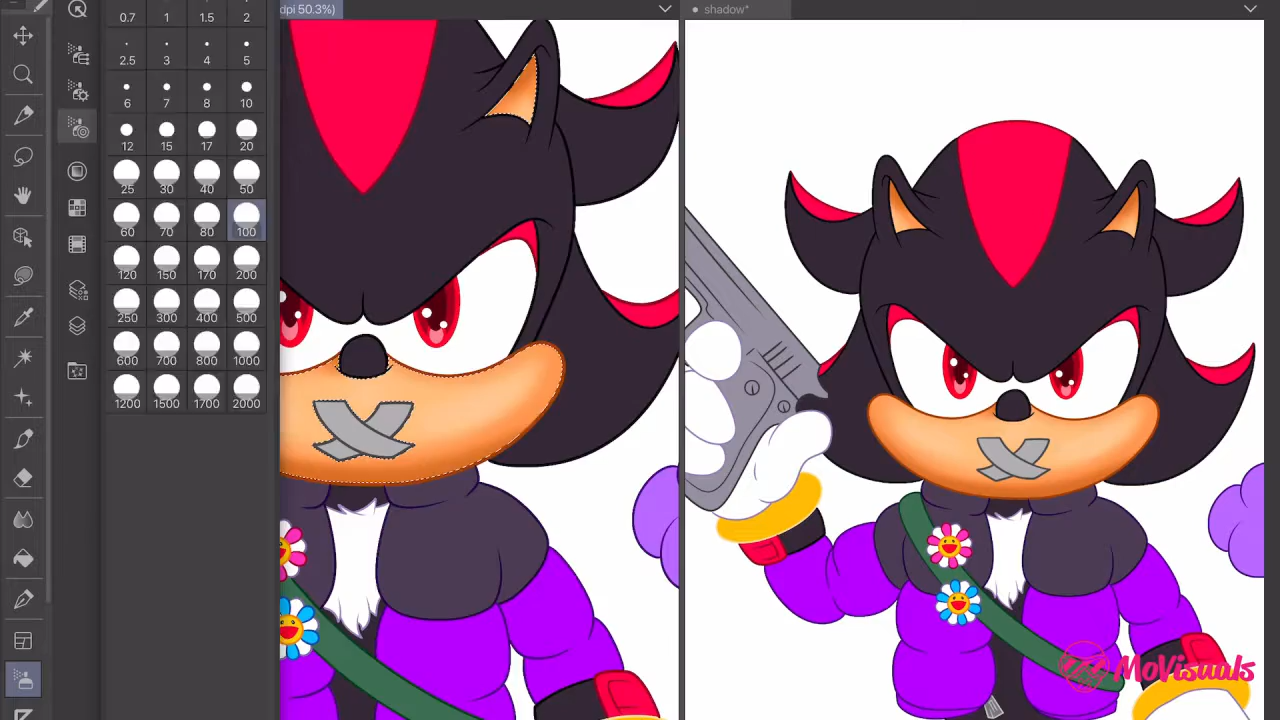 dpi 50.3%)
shadow*
0.7 1 1.5 2
2.5 3 4 5
6 7 8 10
12 15 17 20
25 30 40 50
60 70 80 100
120 150 170 200
250 300 400 500
600 700 800 1000
1200 1500 1700 2000
MoVisuals